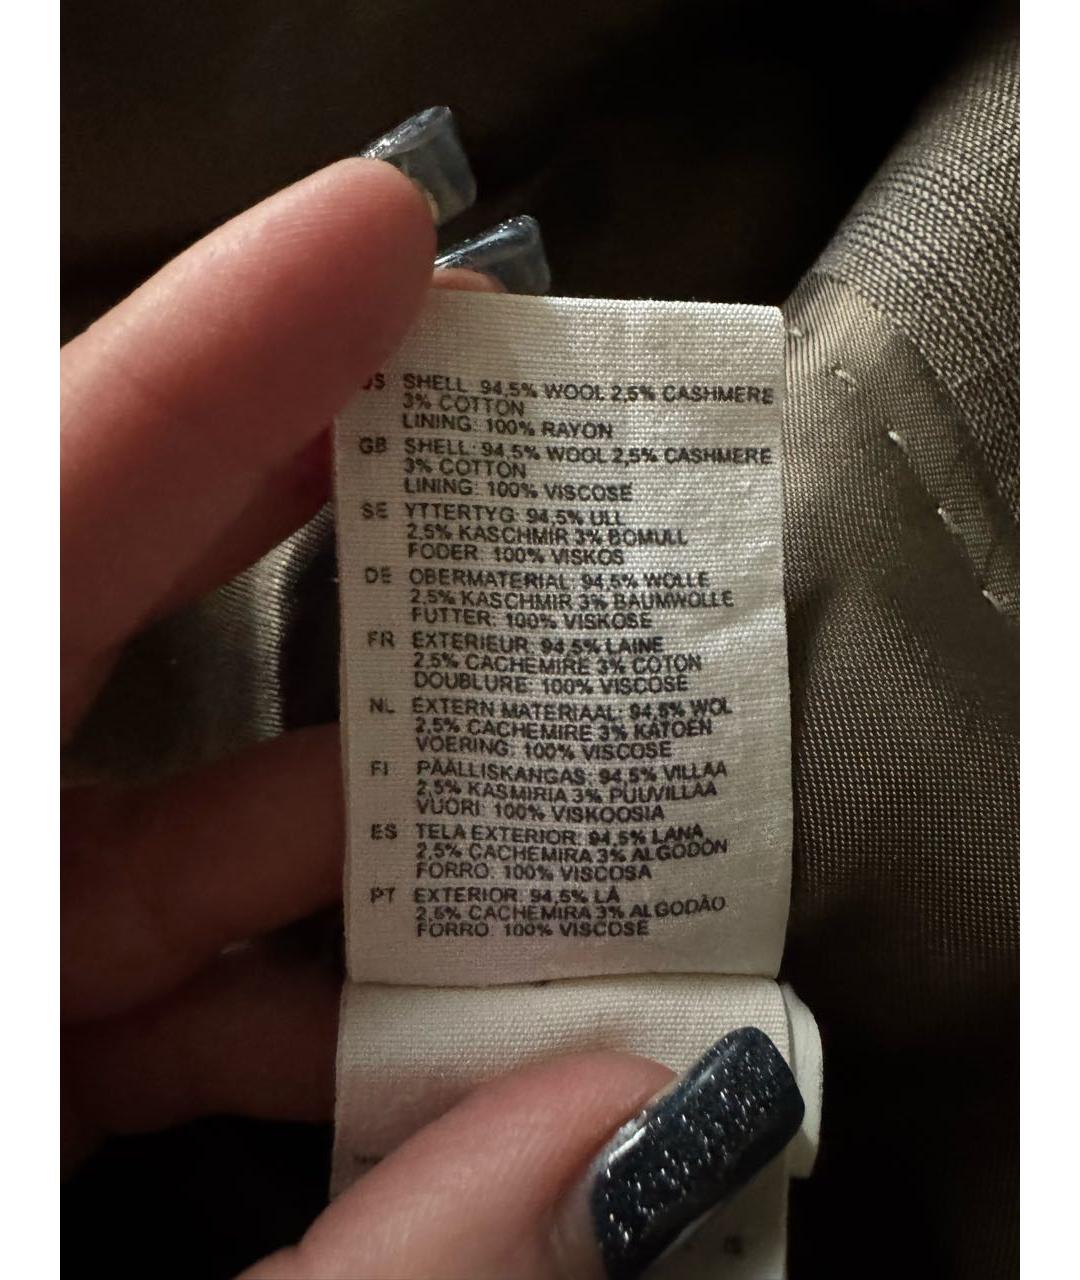 US SHELL 94,5% WOOL 2,5% CASHMERE
3% COTTON
LINING: 100% RAYON
GB SHELL: 94,5% WOOL 2,5% CASHMERE
3% COTTON
LINING: 100% VISCOSE
SE YTTERTYG: 94,5% ULL
2,5% KASCHMIR 3% BOMULL
FODER: 100% VISKOS
DE OBERMATERIAL: 94,5% WOLLE
2,5% KASCHMIR 3% BAUMWOLLE
FUTTER: 100% VISKOSE
FR EXTERIEUR: 94,5% LAINE
2,5% CACHEMIRE 3% COTON
DOUBLURE: 100% VISCOSE
NL EXTERN MATERIAAL: 94,5% WOL
2,5% CACHEMIRE 3% KATOEN
VOERING: 100% VISCOSE
FI PÄÄLLISKANGAS: 94,5% VILLAA
2,5% KASMIRIA 3% PUUVILLAA
VUORI: 100% VISKOOSIA
ES TELA EXTERIOR: 94,5% LANA
2,5% CACHEMIRA 3% ALGODÓN
FORRO: 100% VISCOSA
PT EXTERIOR: 94,5% LÃ
2,5% CACHEMIRA 3% ALGODÃO
FORRO: 100% VISCOSE